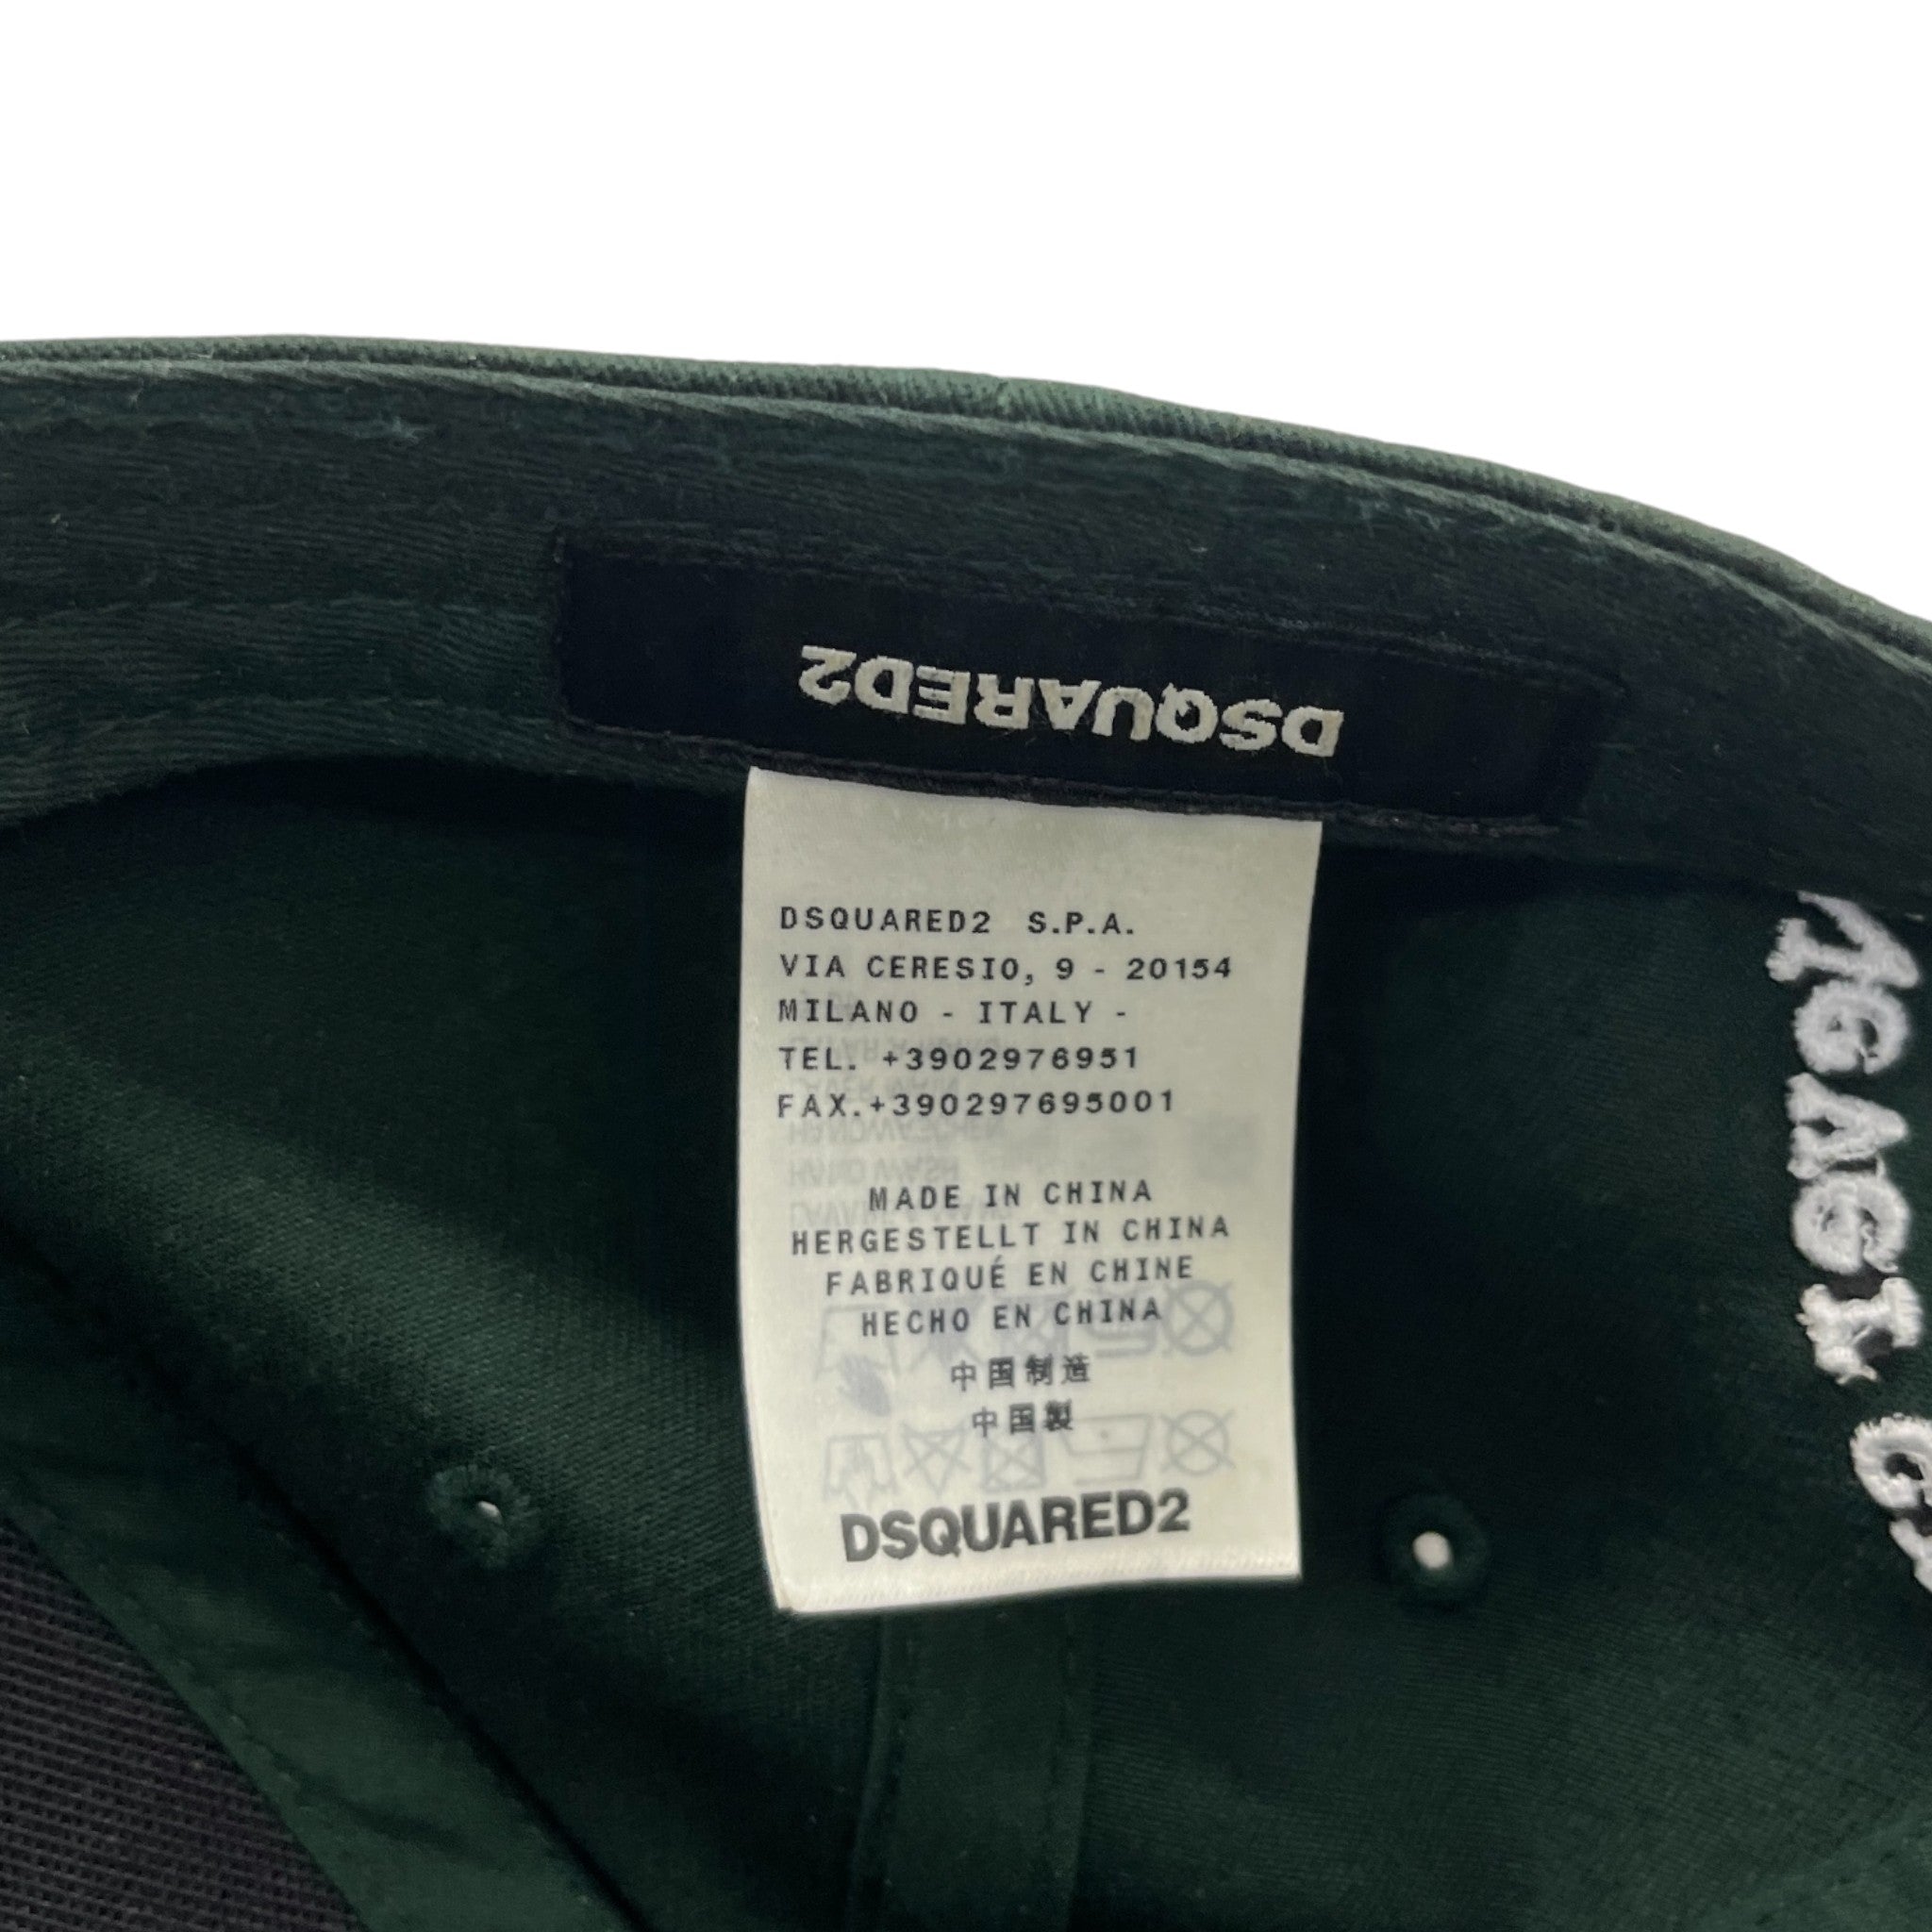 DSQUARED2
DSQUARED2 S.P.A.
VIA CERESIO, 9 - 20154
MILANO - ITALY -
TEL. +3902976951
FAX.+390297695001
MADE IN CHINA
HERGESTELLT IN CHINA
FABRIQUÉ EN CHINE
HECHO EN CHINA
中国制造
中国製
DSQUARED2